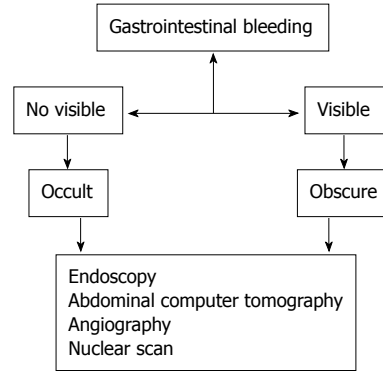 Gastrointestinal bleeding
No visible
Visible
Occult
Obscure
Endoscopy
Abdominal computer tomography
Angiography
Nuclear scan